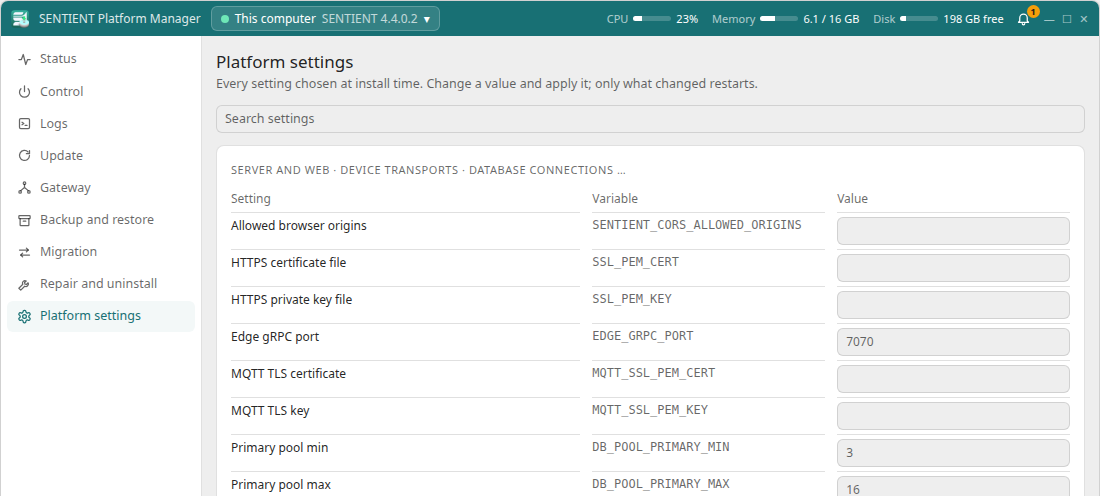 SENTIENT Platform Manager
This computer SENTIENT 4.4.0.2 ▾
CPU 23% Memory 6.1 / 16 GB Disk 198 GB free 1
Status
Control
Logs
Update
Gateway
Backup and restore
Migration
Repair and uninstall
Platform settings
Platform settings
Every setting chosen at install time. Change a value and apply it; only what changed restarts.
Search settings
SERVER AND WEB · DEVICE TRANSPORTS · DATABASE CONNECTIONS ...
Setting Variable Value
Allowed browser origins SENTIENT_CORS_ALLOWED_ORIGINS
HTTPS certificate file SSL_PEM_CERT
HTTPS private key file SSL_PEM_KEY
Edge gRPC port EDGE_GRPC_PORT 7070
MQTT TLS certificate MQTT_SSL_PEM_CERT
MQTT TLS key MQTT_SSL_PEM_KEY
Primary pool min DB_POOL_PRIMARY_MIN 3
Primary pool max DB_POOL_PRIMARY_MAX 16